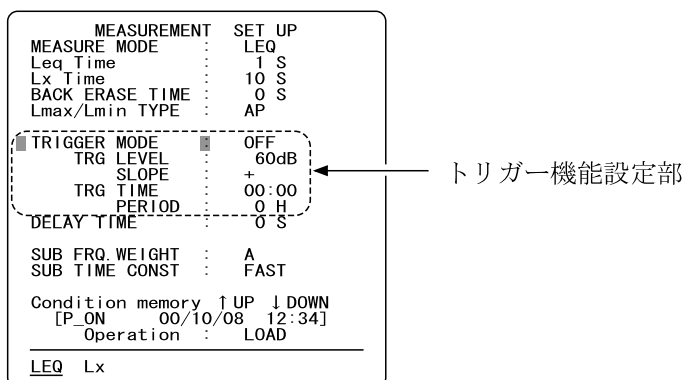 MEASUREMENT SET UP
MEASURE MODE : LEQ
Leq Time : 1 S
Lx Time : 10 S
BACK ERASE TIME : 0 S
Lmax/Lmin TYPE : AP
TRIGGER MODE : OFF
TRG LEVEL : 60dB
SLOPE : +
TRG TIME : 00:00
PERIOD : 0 H
DELAY TIME : 0 S
SUB FRQ.WEIGHT : A
SUB TIME CONST : FAST
Condition memory ↑UP ↓DOWN
[P_ON 00/10/08 12:34]
Operation : LOAD
LEQ Lx
トリガー機能設定部